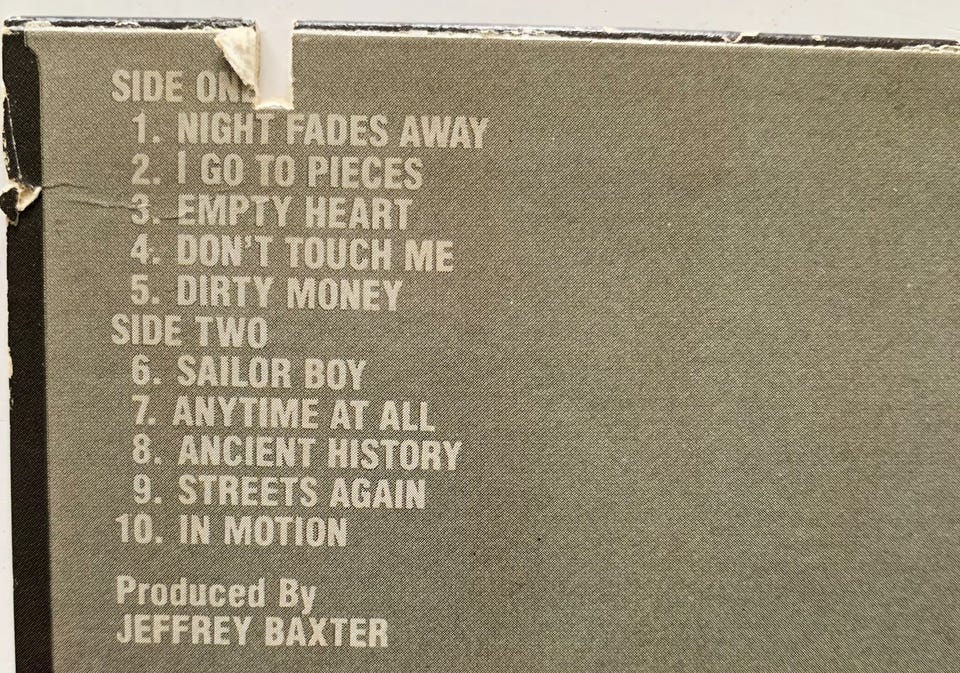 SIDE ONE
1. NIGHT FADES AWAY
2. I GO TO PIECES
3. EMPTY HEART
4. DON'T TOUCH ME
5. DIRTY MONEY
SIDE TWO
6. SAILOR BOY
7. ANYTIME AT ALL
8. ANCIENT HISTORY
9. STREETS AGAIN
10. IN MOTION
Produced By
JEFFREY BAXTER